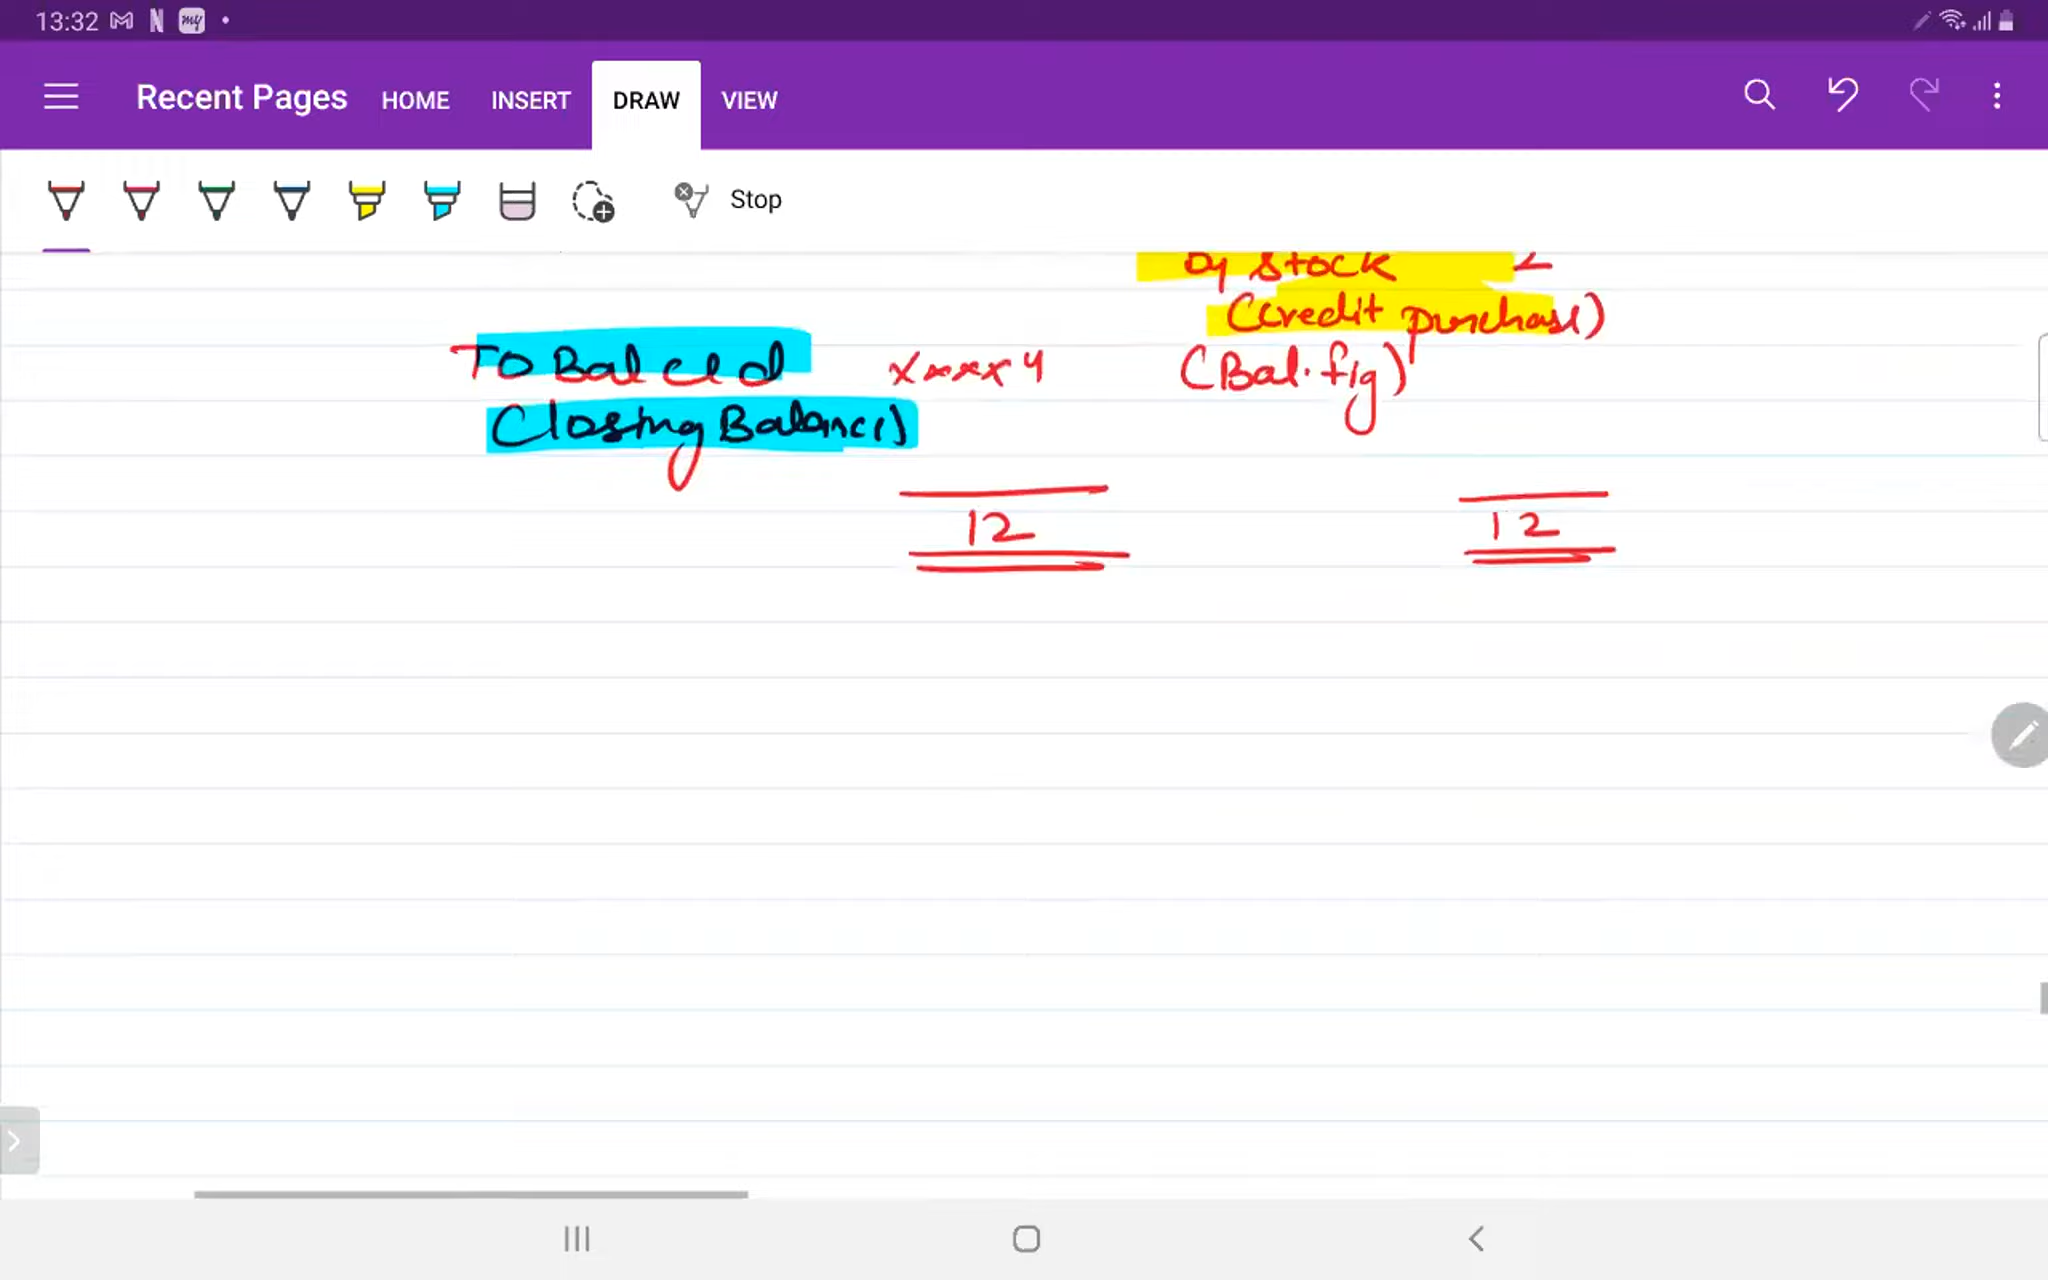 13:32
Recent Pages HOME INSERT DRAW VIEW
Stop
By Stock 2
(Credit purchase)
To Bal c/d xxxx 4 (Bal. fig)
(Closing Balance)
12 12